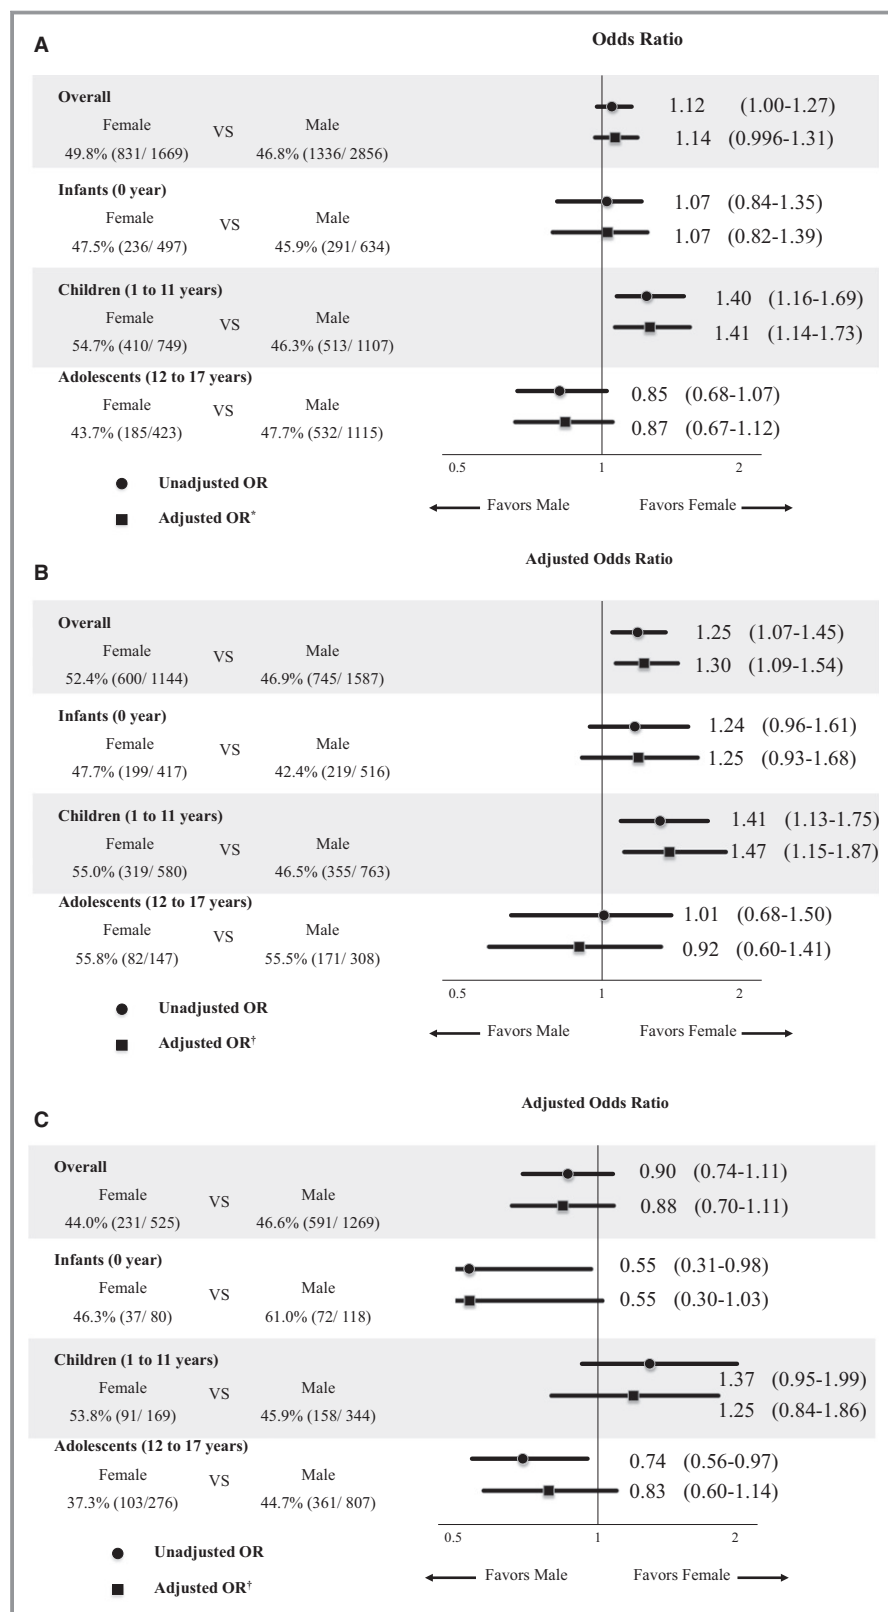 A
Odds Ratio
Overall
Female VS Male
49.8% (831/ 1669) 46.8% (1336/ 2856)
1.12 (1.00-1.27)
1.14 (0.996-1.31)
Infants (0 year)
Female VS Male
47.5% (236/ 497) 45.9% (291/ 634)
1.07 (0.84-1.35)
1.07 (0.82-1.39)
Children (1 to 11 years)
Female VS Male
54.7% (410/ 749) 46.3% (513/ 1107)
1.40 (1.16-1.69)
1.41 (1.14-1.73)
Adolescents (12 to 17 years)
Female VS Male
43.7% (185/423) 47.7% (532/ 1115)
0.85 (0.68-1.07)
0.87 (0.67-1.12)
0.5 1 2
Unadjusted OR
Adjusted OR*
Favors Male Favors Female
B
Adjusted Odds Ratio
Overall
Female VS Male
52.4% (600/ 1144) 46.9% (745/ 1587)
1.25 (1.07-1.45)
1.30 (1.09-1.54)
Infants (0 year)
Female VS Male
47.7% (199/ 417) 42.4% (219/ 516)
1.24 (0.96-1.61)
1.25 (0.93-1.68)
Children (1 to 11 years)
Female VS Male
55.0% (319/ 580) 46.5% (355/ 763)
1.41 (1.13-1.75)
1.47 (1.15-1.87)
Adolescents (12 to 17 years)
Female VS Male
55.8% (82/147) 55.5% (171/ 308)
1.01 (0.68-1.50)
0.92 (0.60-1.41)
0.5 1 2
Unadjusted OR
Adjusted OR†
Favors Male Favors Female
C
Adjusted Odds Ratio
Overall
Female VS Male
44.0% (231/ 525) 46.6% (591/ 1269)
0.90 (0.74-1.11)
0.88 (0.70-1.11)
Infants (0 year)
Female VS Male
46.3% (37/ 80) 61.0% (72/ 118)
0.55 (0.31-0.98)
0.55 (0.30-1.03)
Children (1 to 11 years)
Female VS Male
53.8% (91/ 169) 45.9% (158/ 344)
1.37 (0.95-1.99)
1.25 (0.84-1.86)
Adolescents (12 to 17 years)
Female VS Male
37.3% (103/276) 44.7% (361/ 807)
0.74 (0.56-0.97)
0.83 (0.60-1.14)
0.5 1 2
Unadjusted OR
Adjusted OR†
Favors Male Favors Female